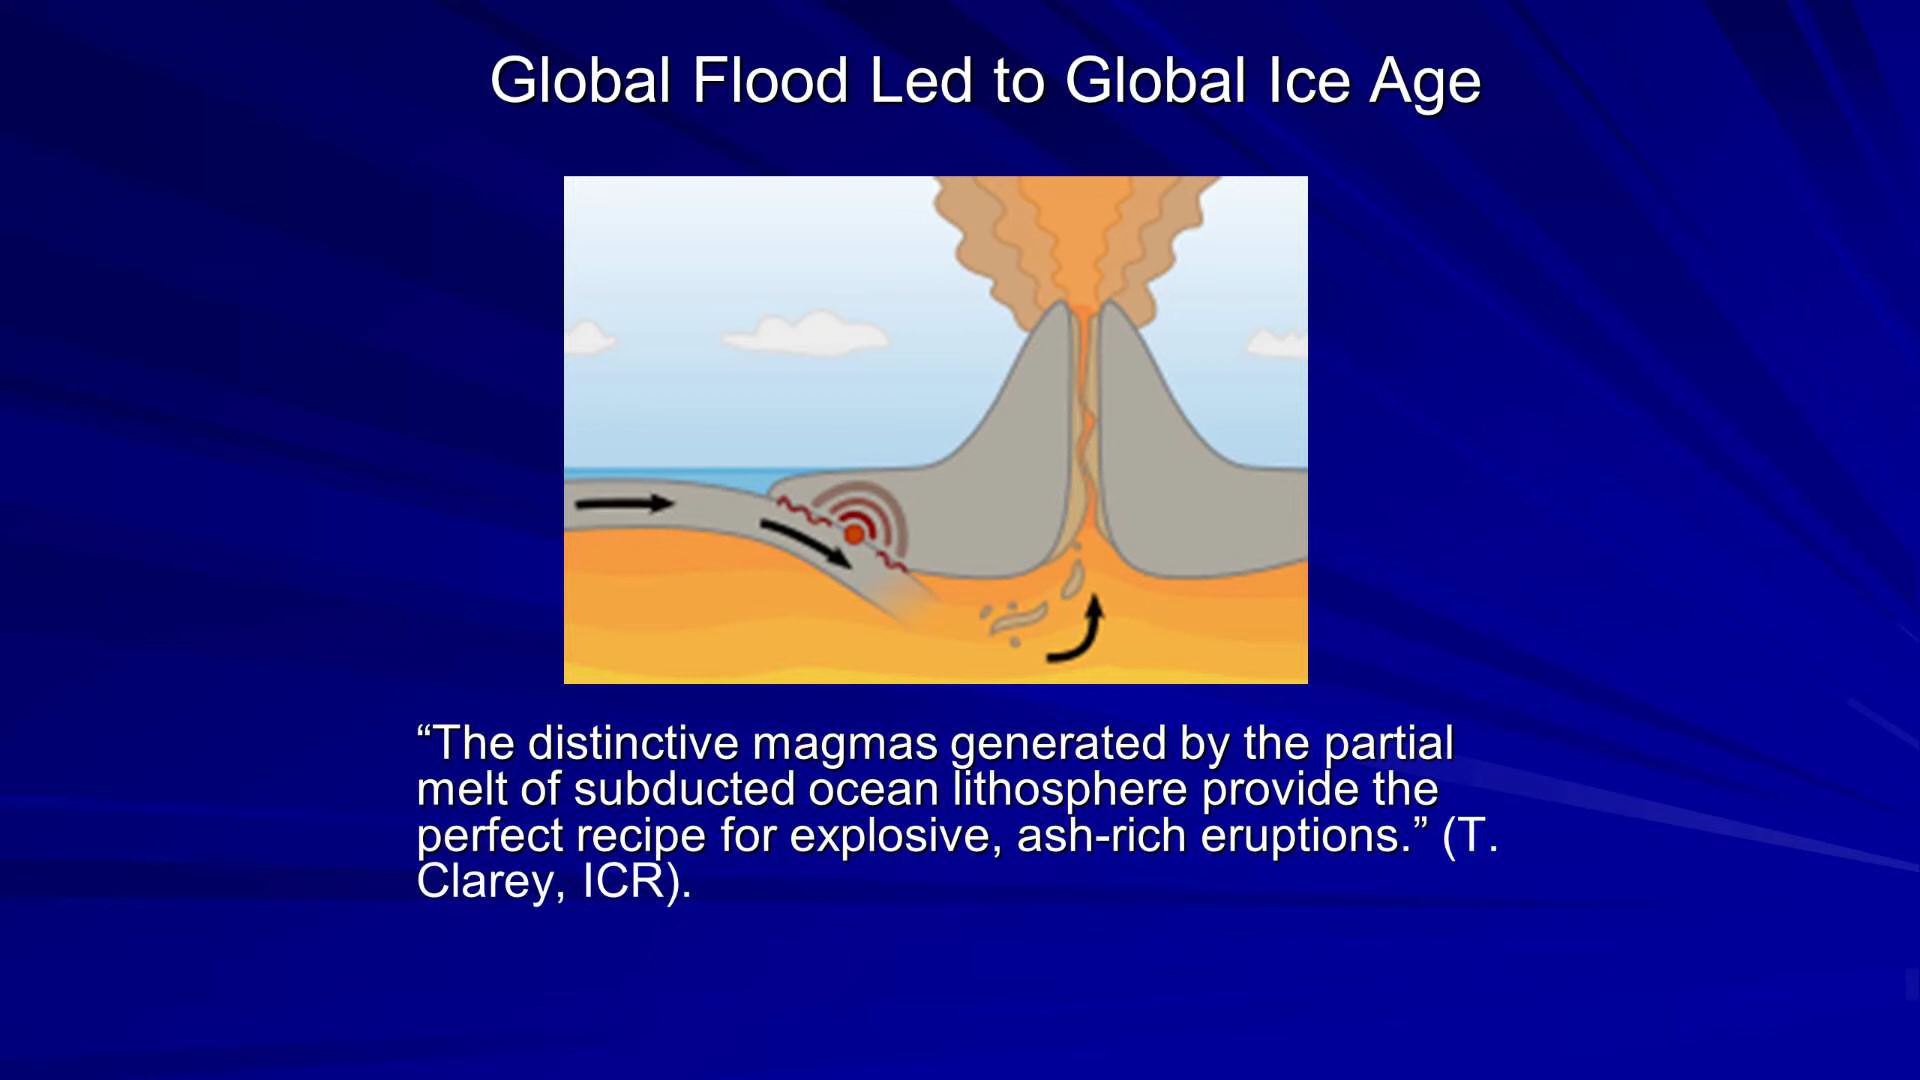 Global Flood Led to Global Ice Age
“The distinctive magmas generated by the partial
melt of subducted ocean lithosphere provide the
perfect recipe for explosive, ash-rich eruptions.” (T.
Clarey, ICR).